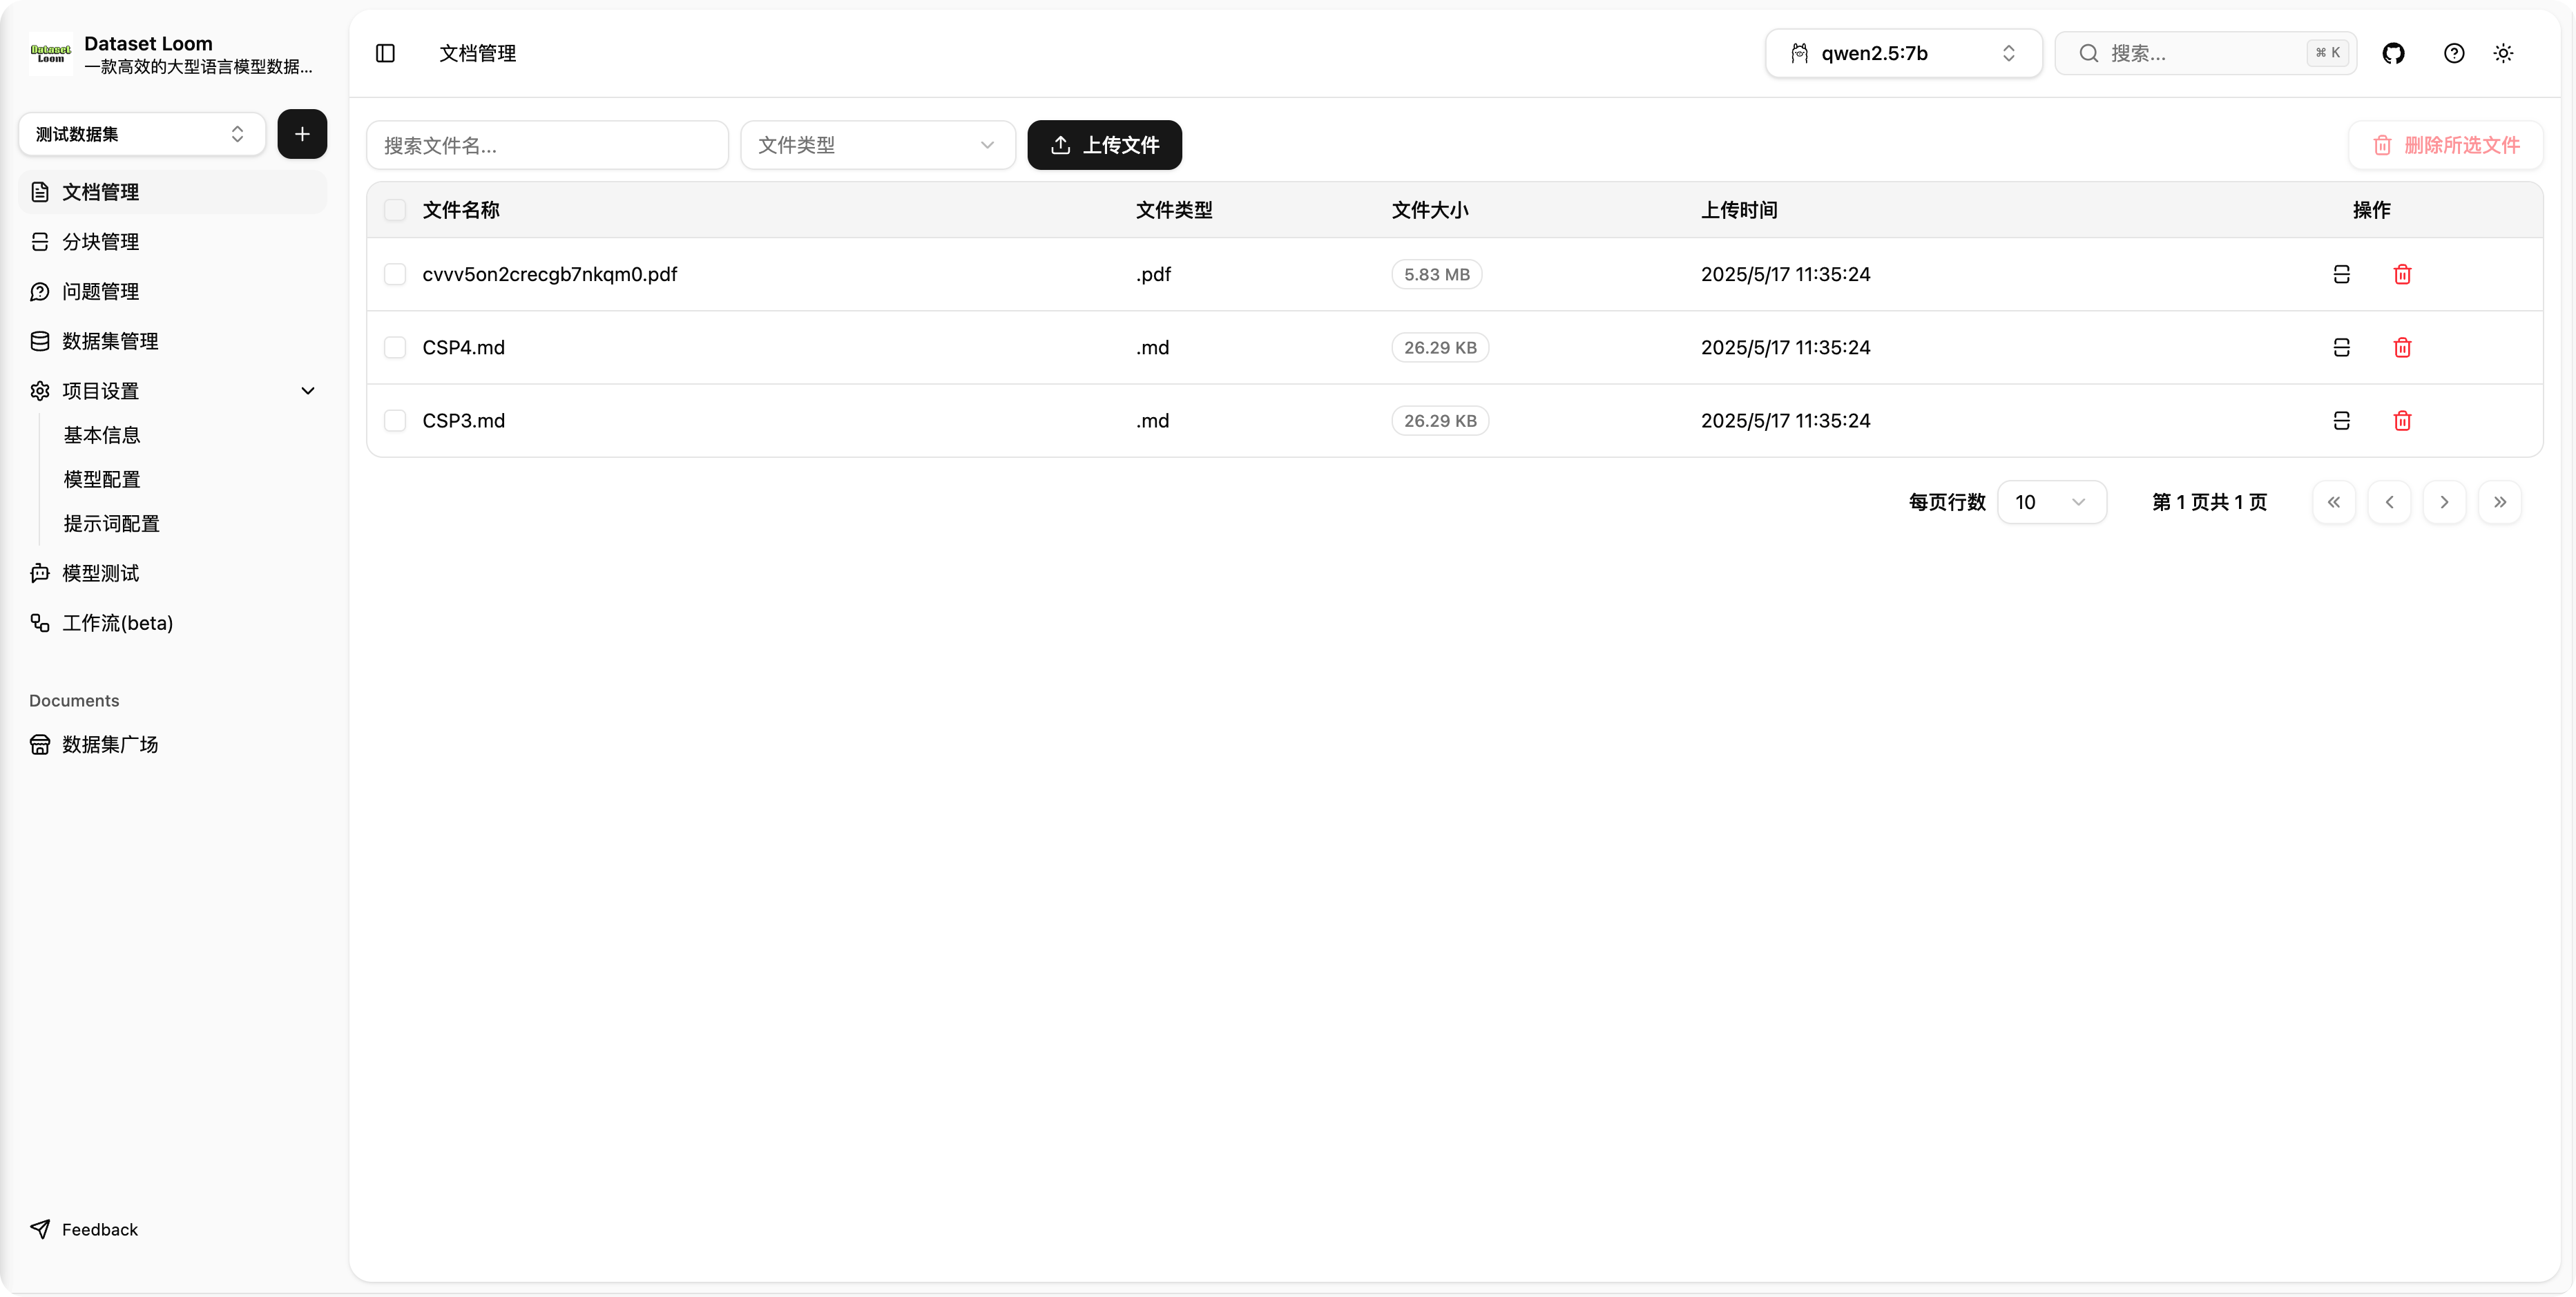 Dataset Loom
Dataset Loom
一款高效的大型语言模型数据...
测试数据集
文档管理
分块管理
问题管理
数据集管理
项目设置
基本信息
模型配置
提示词配置
模型测试
工作流(beta)
Documents
数据集广场
Feedback
文档管理
qwen2.5:7b
搜索...
⌘ K
搜索文件名...
文件类型
上传文件
删除所选文件
文件名称 文件类型 文件大小 上传时间 操作
cvvv5on2crecgb7nkqm0.pdf .pdf 5.83 MB 2025/5/17 11:35:24
CSP4.md .md 26.29 KB 2025/5/17 11:35:24
CSP3.md .md 26.29 KB 2025/5/17 11:35:24
每页行数 10 第 1 页共 1 页